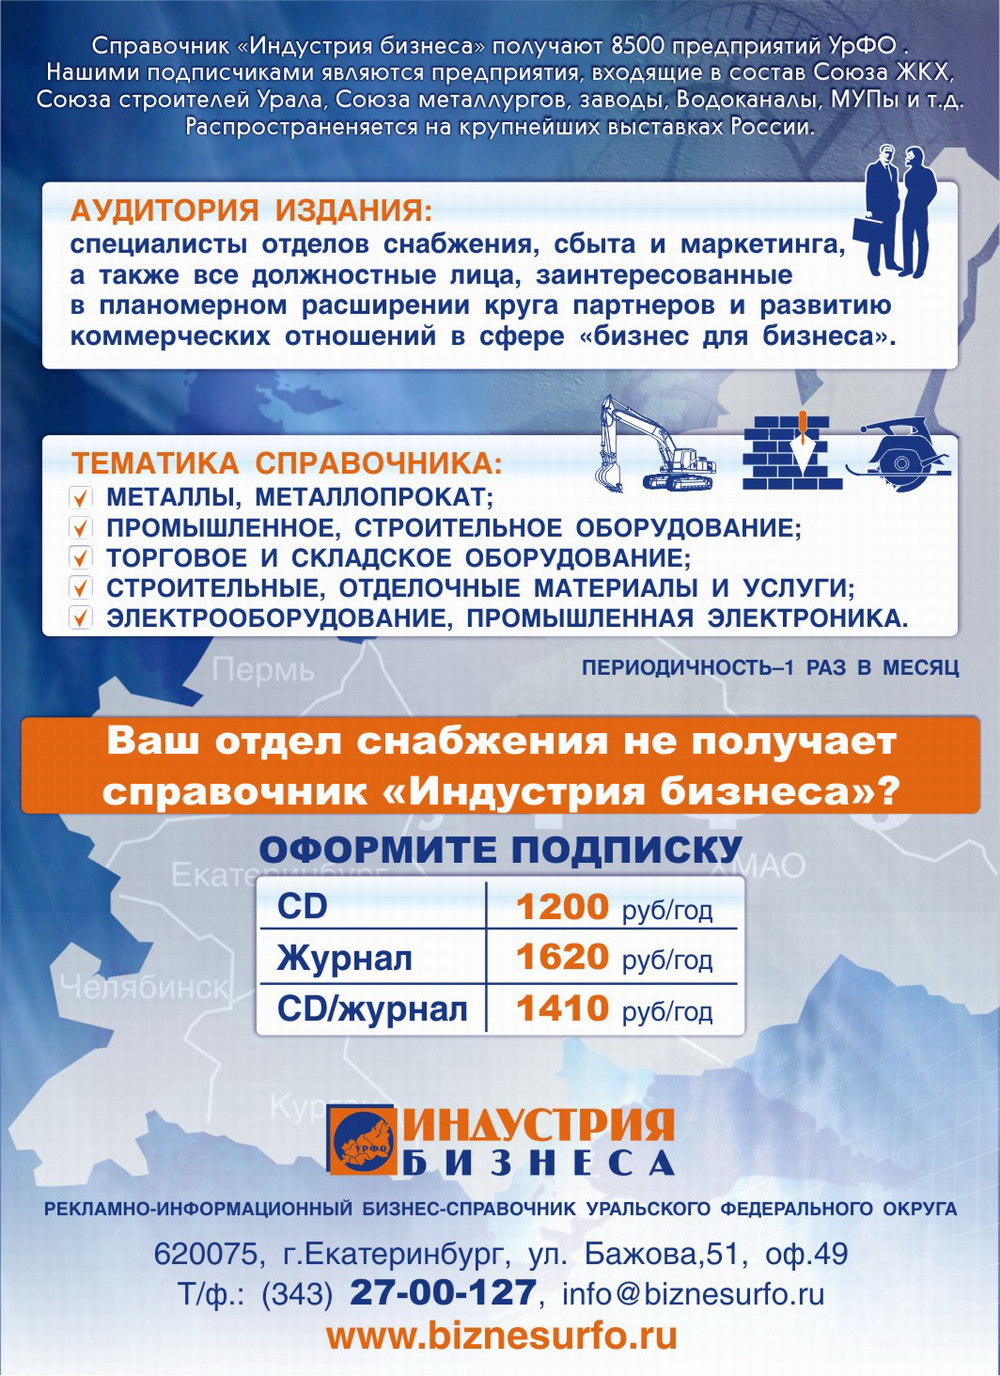 Справочник «Индустрия бизнеса» получают 8500 предприятий УрФО .
Нашими подписчиками являются предприятия, входящие в состав Союза ЖКХ,
Союза строителей Урала, Союза металлургов, заводы, Водоканалы, МУПы и т.д.
Распространеняется на крупнейших выставках России.
АУДИТОРИЯ ИЗДАНИЯ:
специалисты отделов снабжения, сбыта и маркетинга,
а также все должностные лица, заинтересованные
в планомерном расширении круга партнеров и развитию
коммерческих отношений в сфере «бизнес для бизнеса».
ТЕМАТИКА СПРАВОЧНИКА:
МЕТАЛЛЫ, МЕТАЛЛОПРОКАТ;
ПРОМЫШЛЕННОЕ, СТРОИТЕЛЬНОЕ ОБОРУДОВАНИЕ;
ТОРГОВОЕ И СКЛАДСКОЕ ОБОРУДОВАНИЕ;
СТРОИТЕЛЬНЫЕ, ОТДЕЛОЧНЫЕ МАТЕРИАЛЫ И УСЛУГИ;
ЭЛЕКТРООБОРУДОВАНИЕ, ПРОМЫШЛЕННАЯ ЭЛЕКТРОНИКА.
Пермь
ПЕРИОДИЧНОСТЬ–1 РАЗ В МЕСЯЦ
Ваш отдел снабжения не получает
справочник «Индустрия бизнеса»?
ОФОРМИТЕ ПОДПИСКУ
Екатеринбург
ХМАО
CD 1200 руб/год
Журнал 1620 руб/год
CD/журнал 1410 руб/год
Челябинск
Курган
УРФО
ИНДУСТРИЯ
БИЗНЕСА
РЕКЛАМНО-ИНФОРМАЦИОННЫЙ БИЗНЕС-СПРАВОЧНИК УРАЛЬСКОГО ФЕДЕРАЛЬНОГО ОКРУГА
620075, г.Екатеринбург, ул. Бажова,51, оф.49
Т/ф.: (343) 27-00-127, info@biznesurfo.ru
www.biznesurfo.ru